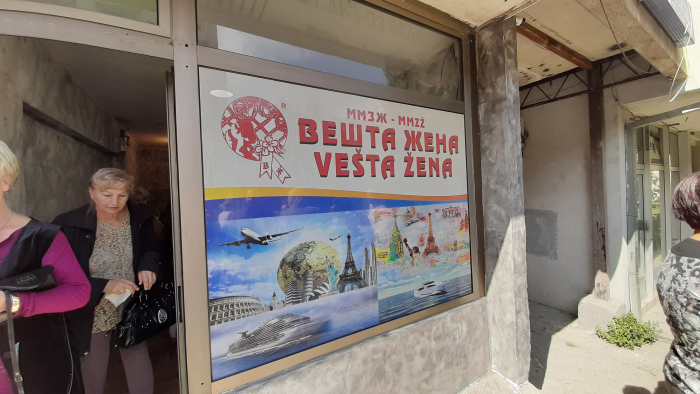 R
ММЗЖ - MMZŽ
ВЕШТА ЖЕНА
VEŠTA ŽENA
В Ж